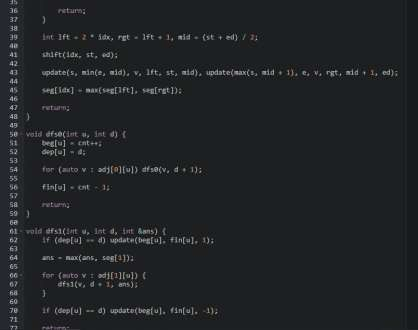 35
36 return;
37 }
38
39 int lft = 2 * idx, rgt = lft + 1, mid = (st + ed) / 2;
40
41 shift(idx, st, ed);
42
43 update(s, min(e, mid), v, lft, st, mid), update(max(s, mid + 1), e, v, rgt, mid + 1, ed);
44
45 seg[idx] = max(seg[lft], seg[rgt]);
46
47 return;
48 }
49
50 void dfs0(int u, int d) {
51 beg[u] = cnt++;
52 dep[u] = d;
53
54 for (auto v : adj[0][u]) dfs0(v, d + 1);
55
56 fin[u] = cnt - 1;
57
58 return;
59 }
60
61 void dfs1(int u, int d, int &ans) {
62 if (dep[u] == d) update(beg[u], fin[u], 1);
63
64 ans = max(ans, seg[1]);
65
66 for (auto v : adj[1][u]) {
67 dfs1(v, d + 1, ans);
68 }
69
70 if (dep[u] == d) update(beg[u], fin[u], -1);
71
72 return;